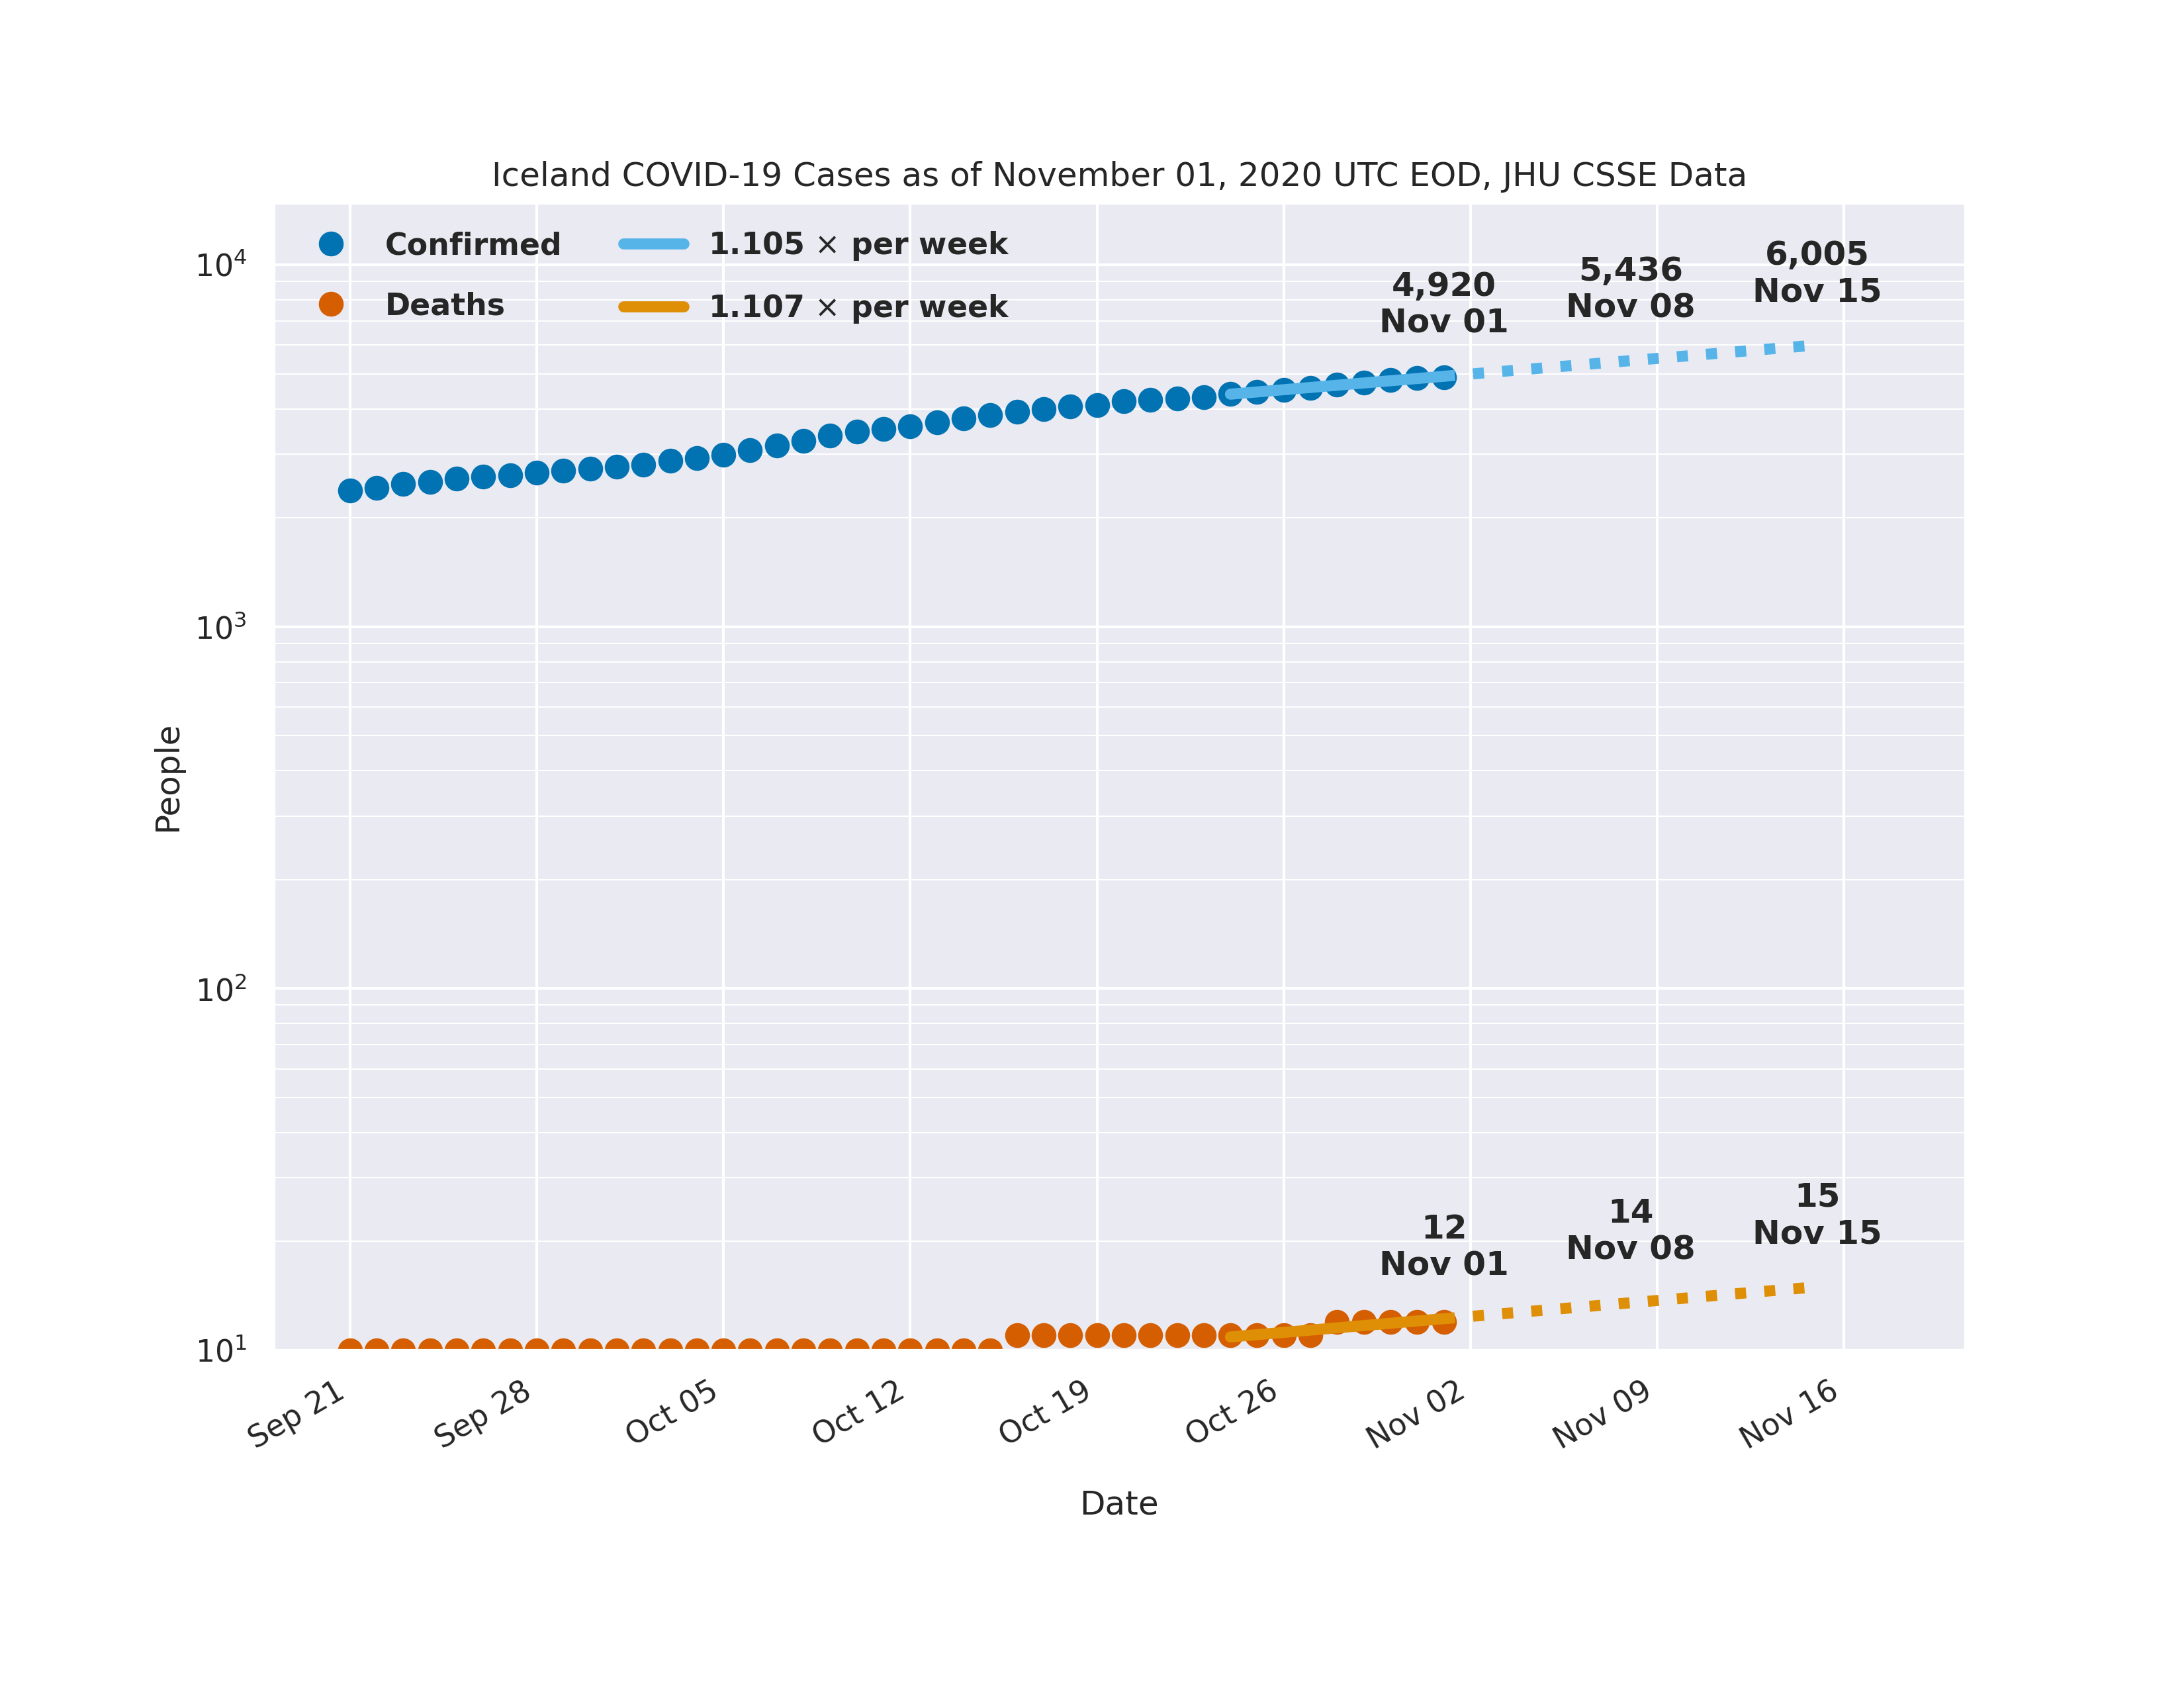 Iceland COVID-19 Cases as of November 01, 2020 UTC EOD, JHU CSSE Data
Confirmed
Deaths
1.105 × per week
1.107 × per week
4,920
Nov 01
5,436
Nov 08
6,005
Nov 15
12
Nov 01
14
Nov 08
15
Nov 15
10⁴
10³
10²
10¹
People
Sep 21
Sep 28
Oct 05
Oct 12
Oct 19
Oct 26
Nov 02
Nov 09
Nov 16
Date